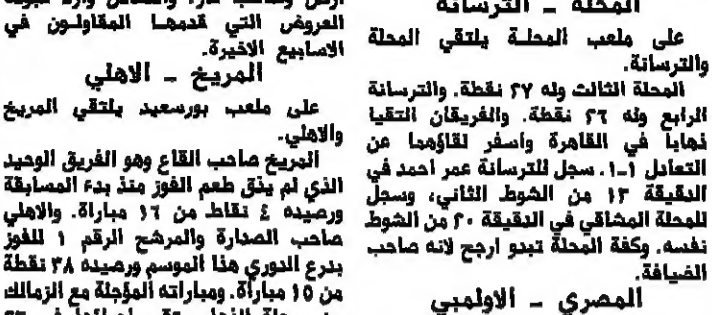 المحلة ـ الترسانة
على ملعب المحلة يلتقي المحلة
والترسانة.
المحلة الثالث وله ٢٧ نقطة. والترسانة
الرابع وله ٢٦ نقطة. والفريقان التقيا
ذهابا في القاهرة واسفر لقاؤهما عن
التعادل ١ـ١. سجل للترسانة عمر احمد في
الدقيقة ١٣ من الشوط الثاني، وسجل
للمحلة المشاقي في الدقيقة ٢٠ من الشوط
نفسه. وكفة المحلة تبدو ارجح لانه صاحب
الضيافة.
المصري ـ الاولمبي
العروض التي قدمها المقاولون في
الاسابيع الاخيرة.
المريخ ـ الاهلي
على ملعب بورسعيد يلتقي المريخ
والاهلي.
المريخ صاحب القاع وهو الفريق الوحيد
الذي لم يذق طعم الفوز منذ بدء المسابقة
ورصيده ٤ نقاط من ١٦ مباراة. والاهلي
صاحب الصدارة والمرشح الرقم ١ للفوز
بدرع الدوري هذا الموسم ورصيده ٣٨ نقطة
من ١٥ مباراة. ومباراته المؤجلة مع الزمالك